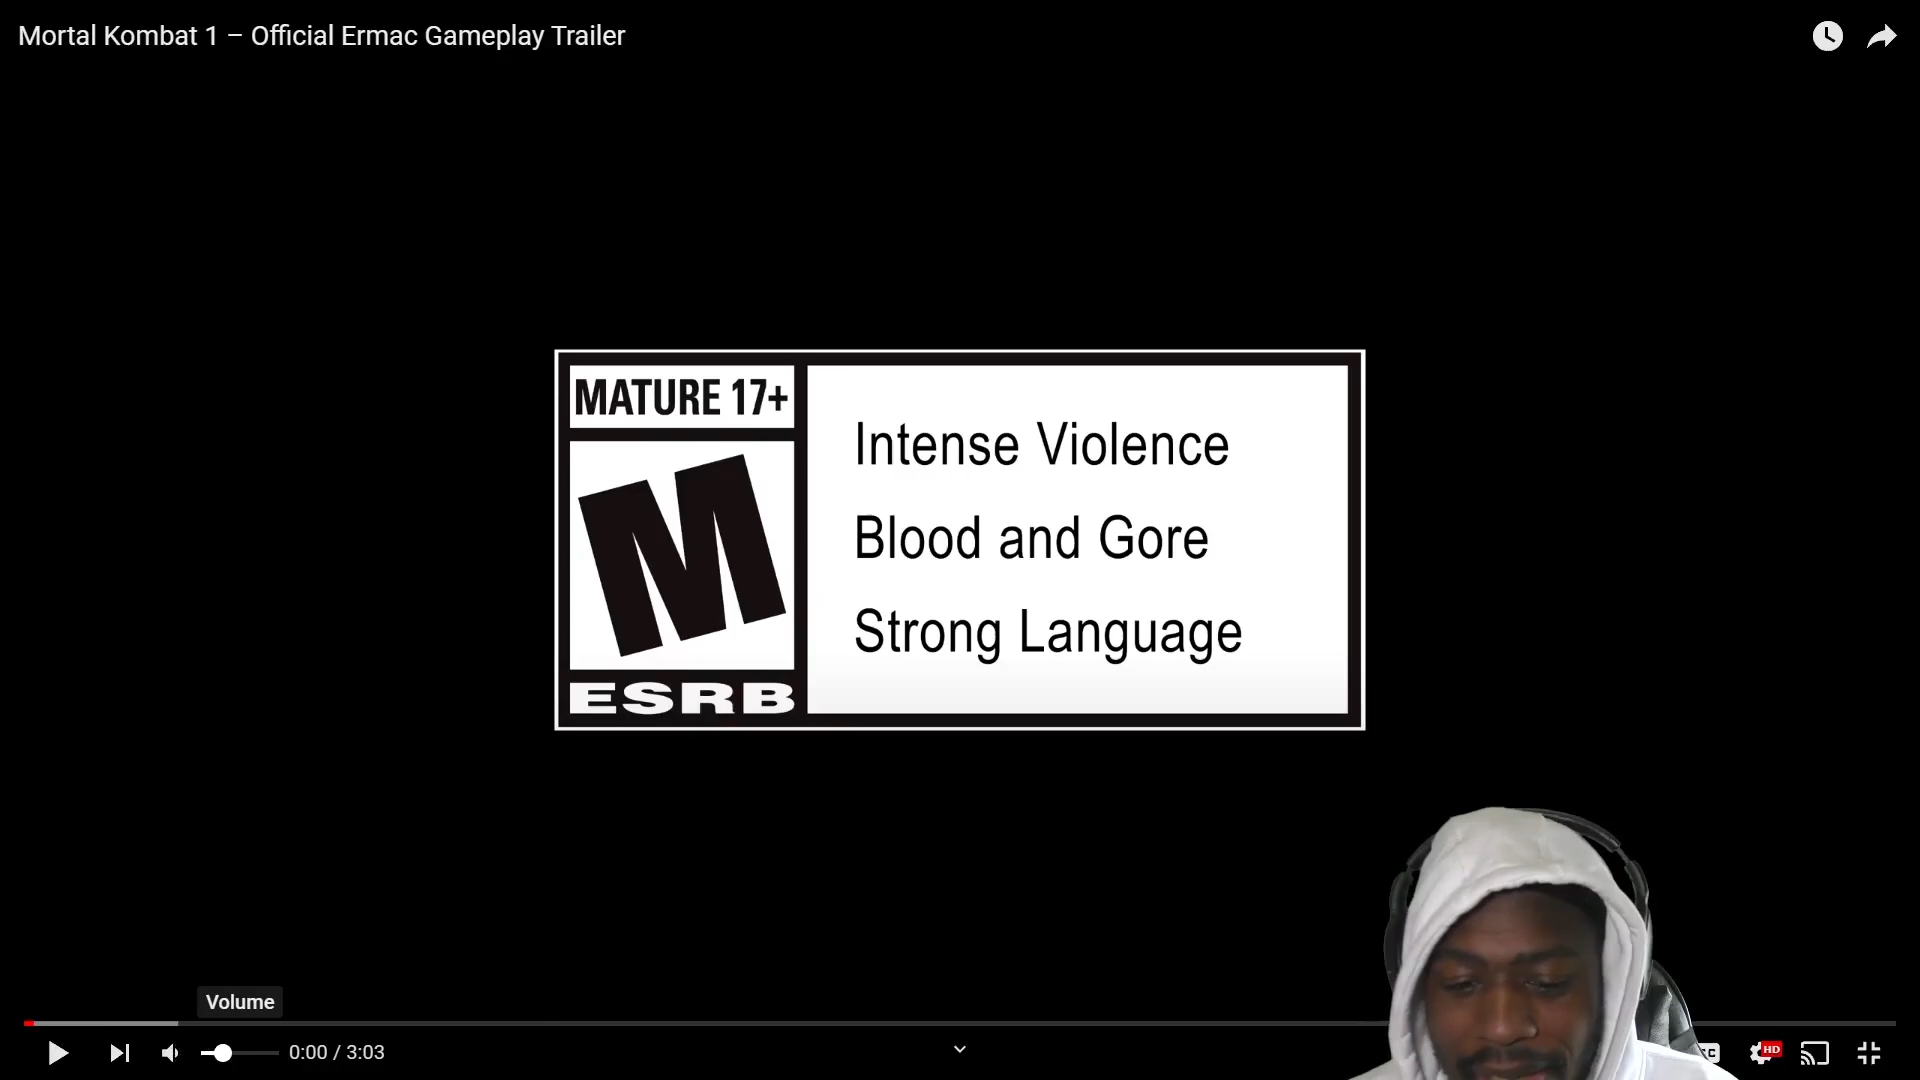 Mortal Kombat 1 – Official Ermac Gameplay Trailer
MATURE 17+
M
ESRB
Intense Violence
Blood and Gore
Strong Language
Volume
0:00 / 3:03
HD